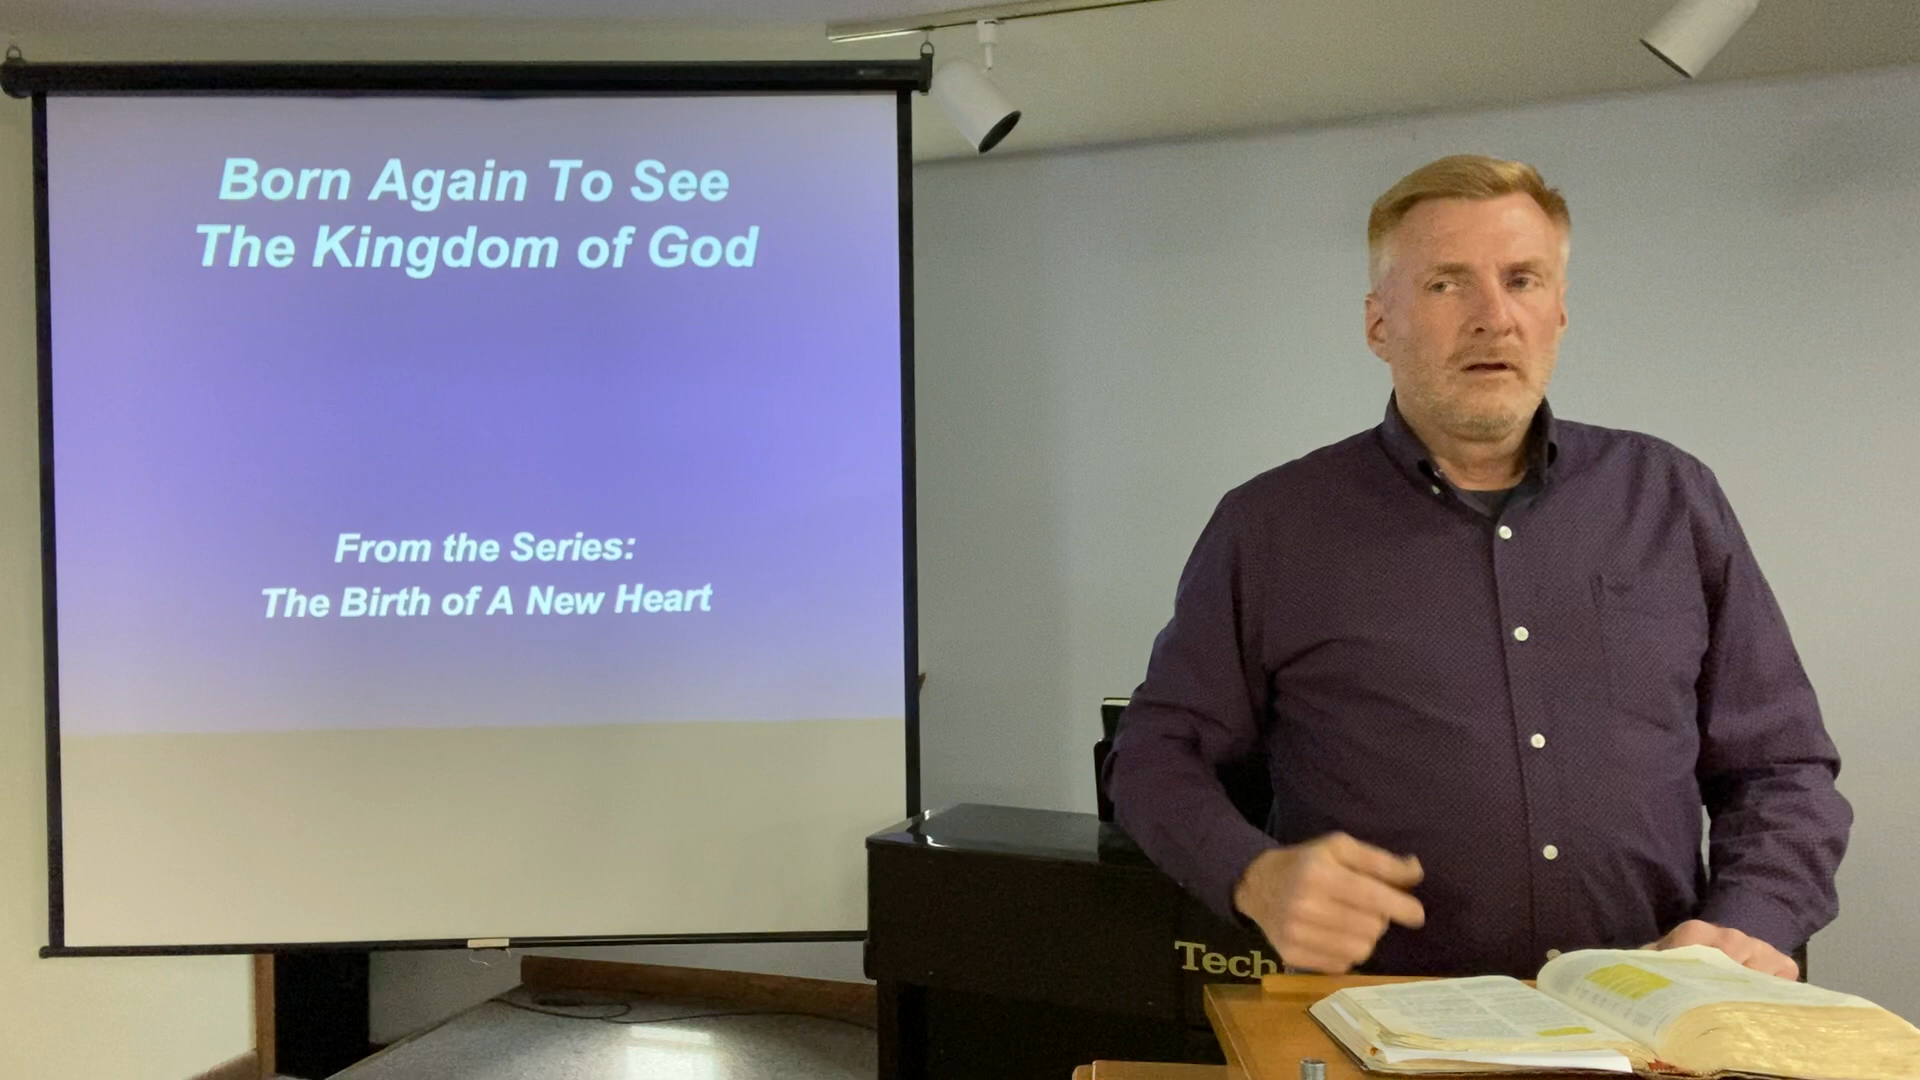 Born Again To See
The Kingdom of God
From the Series:
The Birth of A New Heart
Tech